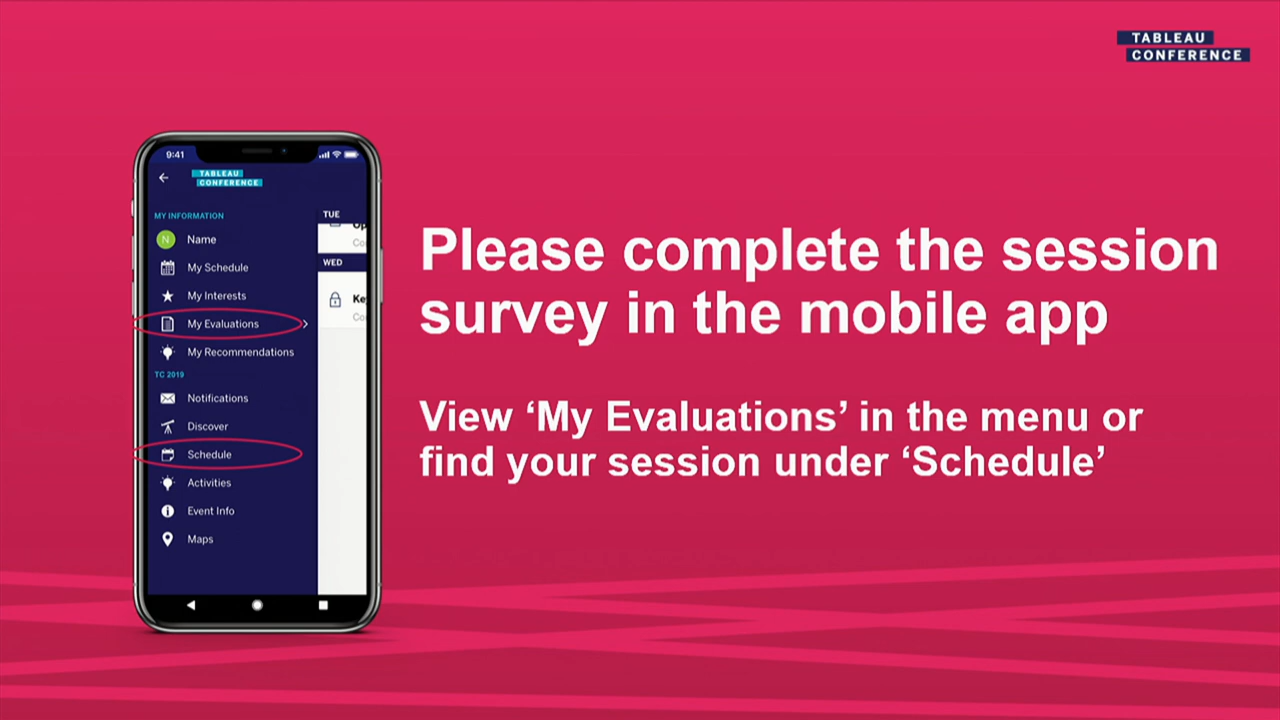 TABLEAU
CONFERENCE
9:41
TABLEAU
CONFERENCE
MY INFORMATION
N
Name
My Schedule
My Interests
My Evaluations
My Recommendations
TC 2019
Notifications
Discover
Schedule
Activities
Event Info
Maps
TUE
WED
Please complete the session
survey in the mobile app
View ‘My Evaluations’ in the menu or
find your session under ‘Schedule’